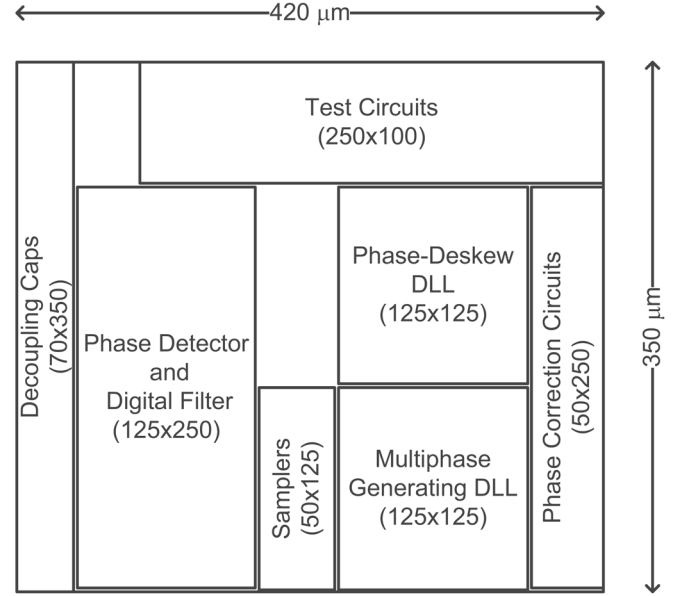 420 μm
Test Circuits
(250x100)
Decoupling Caps
(70x350)
Phase Detector
and
Digital Filter
(125x250)
Samplers
(50x125)
Phase-Deskew
DLL
(125x125)
Multiphase
Generating DLL
(125x125)
Phase Correction Circuits
(50x250)
350 μm